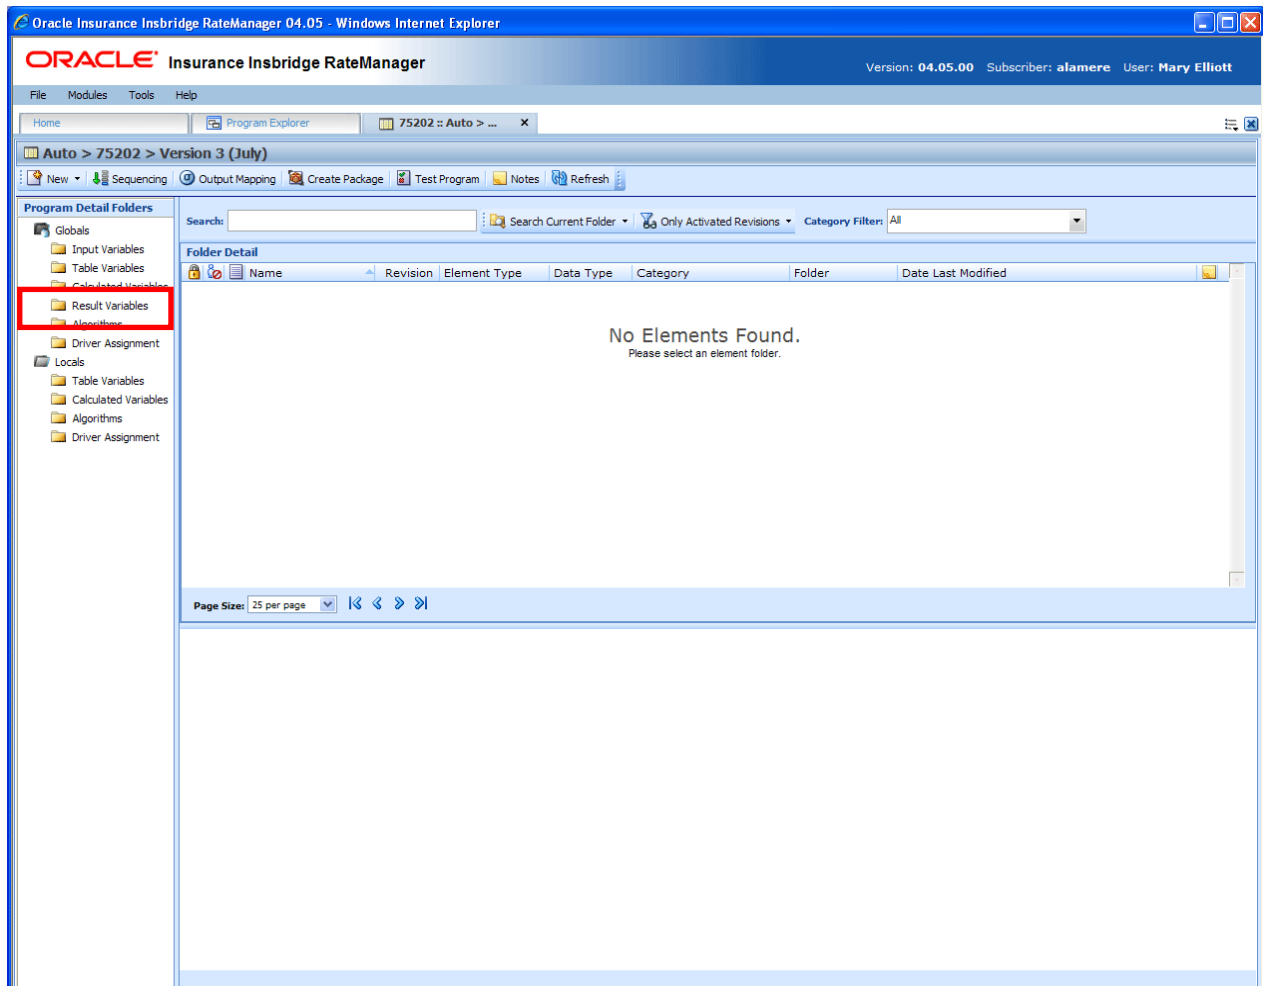 Oracle Insurance Insbridge RateManager 04.05 - Windows Internet Explorer
ORACLE Insurance Insbridge RateManager
Version: 04.05.00 Subscriber: alamere User: Mary Elliott
File Modules Tools Help
Home Program Explorer 75202 :: Auto > ... x
Auto > 75202 > Version 3 (July)
New Sequencing Output Mapping Create Package Test Program Notes Refresh
Program Detail Folders
Globals
Input Variables
Table Variables
Calculated Variables
Result Variables
Algorithms
Driver Assignment
Locals
Table Variables
Calculated Variables
Algorithms
Driver Assignment
Search: Search Current Folder Only Activated Revisions Category Filter: All
Folder Detail
Name Revision Element Type Data Type Category Folder Date Last Modified
No Elements Found.
Please select an element folder.
Page Size: 25 per page